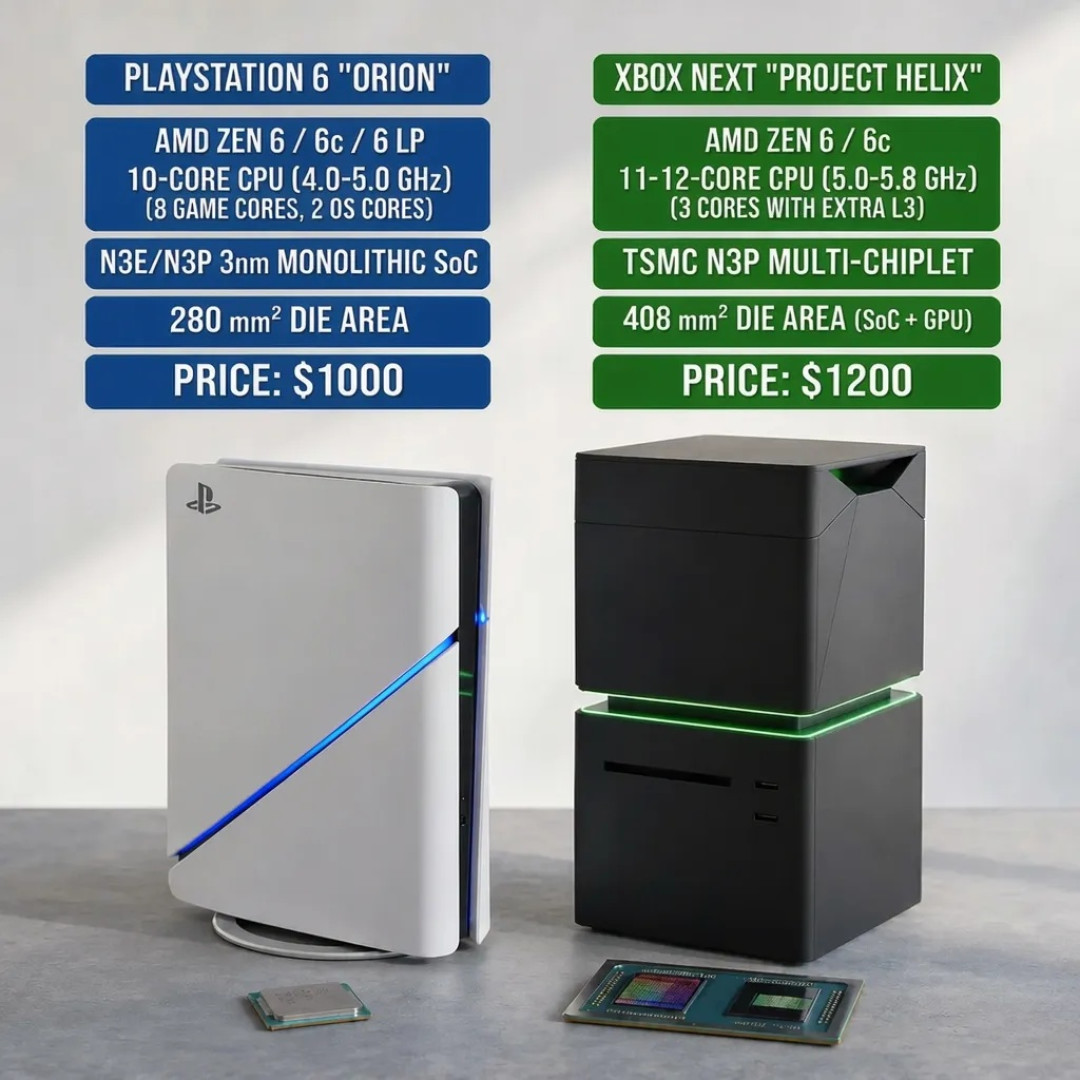 PLAYSTATION 6 "ORION"
AMD ZEN 6 / 6c / 6 LP
10-CORE CPU (4.0-5.0 GHz)
(8 GAME CORES, 2 OS CORES)
N3E/N3P 3nm MONOLITHIC SoC
280 mm² DIE AREA
PRICE: $1000
XBOX NEXT "PROJECT HELIX"
AMD ZEN 6 / 6c
11-12-CORE CPU (5.0-5.8 GHz)
(3 CORES WITH EXTRA L3)
TSMC N3P MULTI-CHIPLET
408 mm² DIE AREA (SoC + GPU)
PRICE: $1200